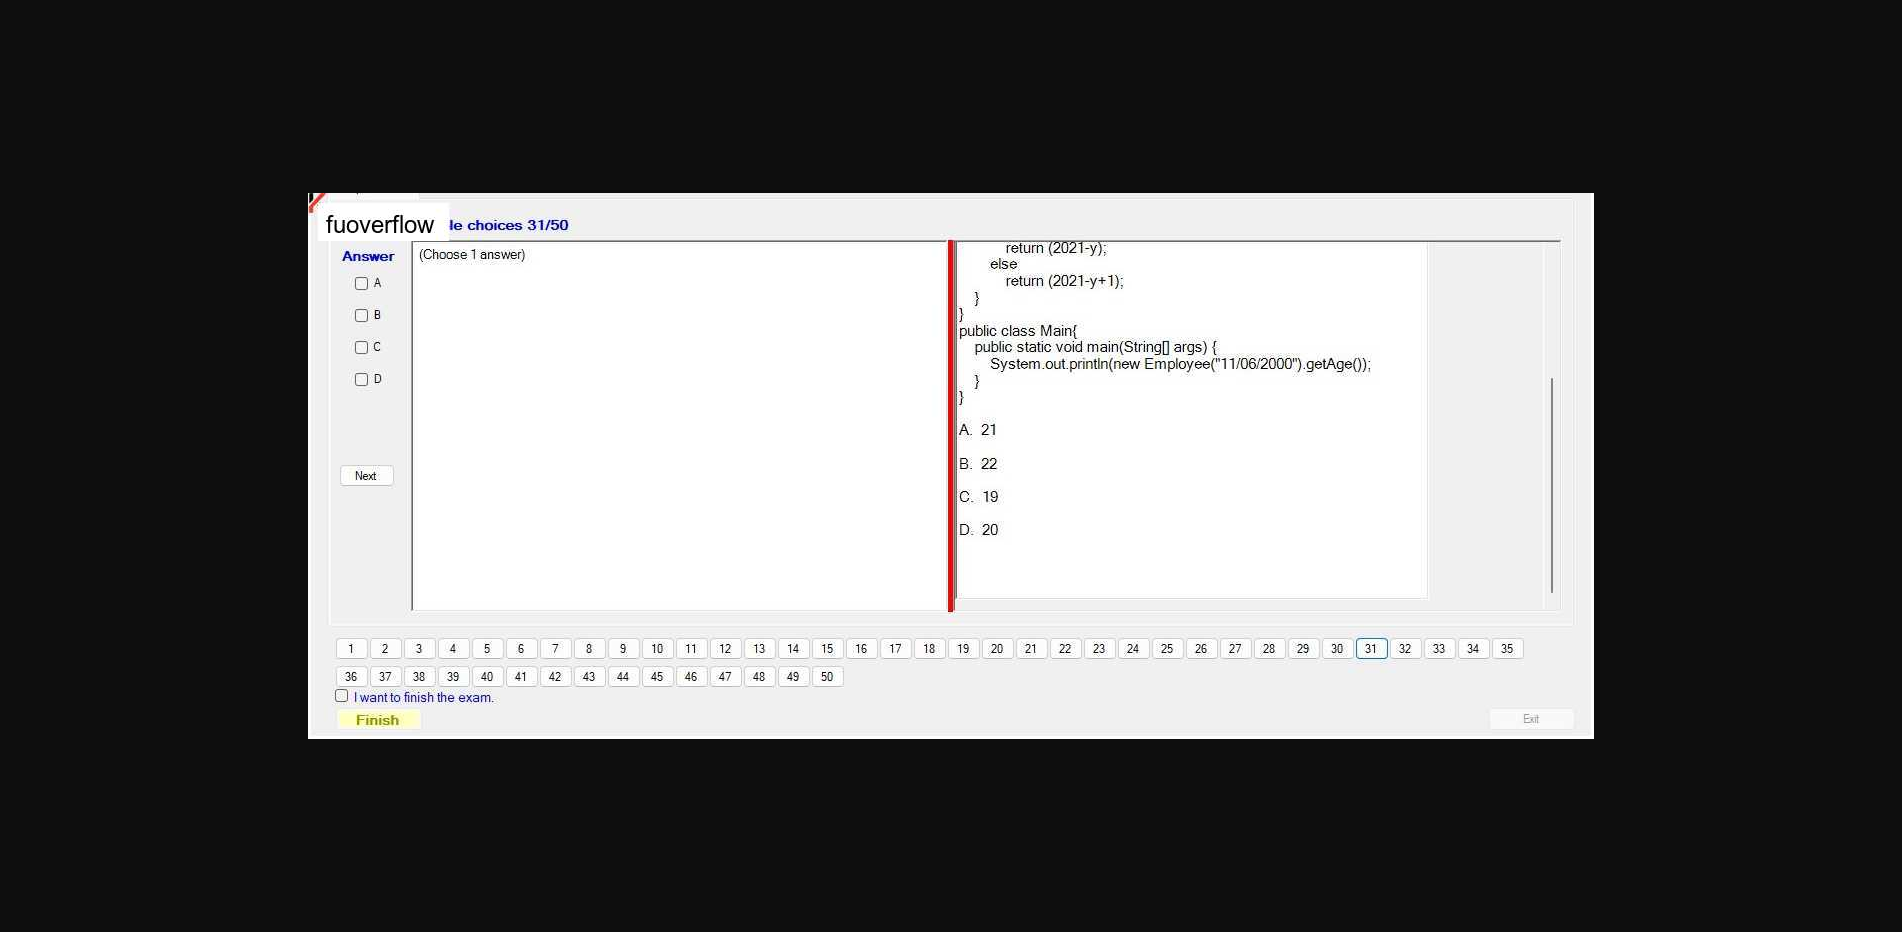 fuoverflow
le choices 31/50
Answer
A
B
C
D
Next
(Choose 1 answer)
return (2021-y);
else
return (2021-y+1);
}
}
public class Main{
public static void main(String[] args) {
System.out.println(new Employee("11/06/2000").getAge());
}
}
A. 21
B. 22
C. 19
D. 20
1 2 3 4 5 6 7 8 9 10 11 12 13 14 15 16 17 18 19 20 21 22 23 24 25 26 27 28 29 30 31 32 33 34 35
36 37 38 39 40 41 42 43 44 45 46 47 48 49 50
I want to finish the exam.
Finish
Exit